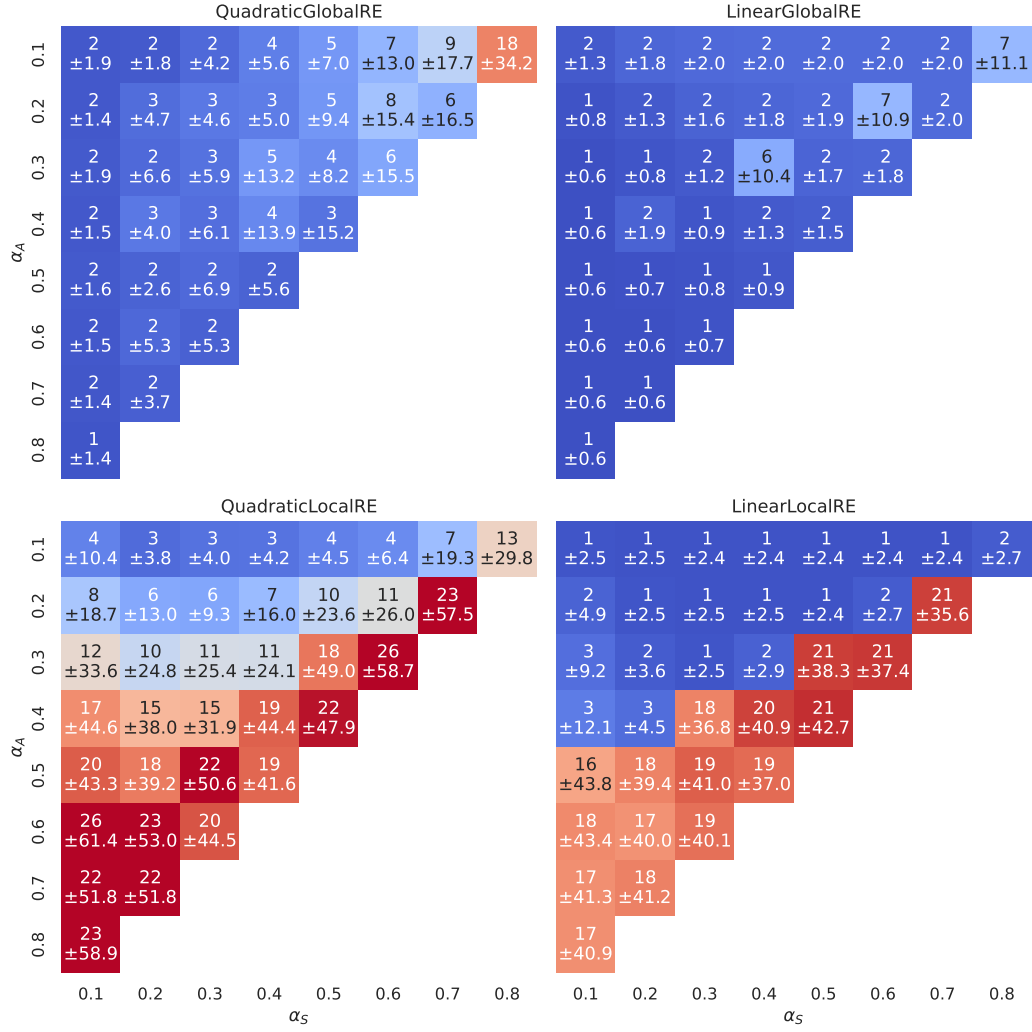 QuadraticGlobalRE
0.1 2 2 2 4 5 7 9 18
±1.9 ±1.8 ±4.2 ±5.6 ±7.0 ±13.0 ±17.7 ±34.2
0.2 2 3 3 3 5 8 6
±1.4 ±4.7 ±4.6 ±5.0 ±9.4 ±15.4 ±16.5
0.3 2 2 3 5 4 6
±1.9 ±6.6 ±5.9 ±13.2 ±8.2 ±15.5
0.4 2 3 3 4 3
±1.5 ±4.0 ±6.1 ±13.9 ±15.2
α_A
0.5 2 2 2 2
±1.6 ±2.6 ±6.9 ±5.6
0.6 2 2 2
±1.5 ±5.3 ±5.3
0.7 2 2
±1.4 ±3.7
0.8 1
±1.4
LinearGlobalRE
2 2 2 2 2 2 2 7
±1.3 ±1.8 ±2.0 ±2.0 ±2.0 ±2.0 ±2.0 ±11.1
1 2 2 2 2 7 2
±0.8 ±1.3 ±1.6 ±1.8 ±1.9 ±10.9 ±2.0
1 1 2 6 2 2
±0.6 ±0.8 ±1.2 ±10.4 ±1.7 ±1.8
1 2 1 2 2
±0.6 ±1.9 ±0.9 ±1.3 ±1.5
1 1 1 1
±0.6 ±0.7 ±0.8 ±0.9
1 1 1
±0.6 ±0.6 ±0.7
1 1
±0.6 ±0.6
1
±0.6
QuadraticLocalRE
0.1 4 3 3 3 4 4 7 13
±10.4 ±3.8 ±4.0 ±4.2 ±4.5 ±6.4 ±19.3 ±29.8
0.2 8 6 6 7 10 11 23
±18.7 ±13.0 ±9.3 ±16.0 ±23.6 ±26.0 ±57.5
0.3 12 10 11 11 18 26
±33.6 ±24.8 ±25.4 ±24.1 ±49.0 ±58.7
0.4 17 15 15 19 22
±44.6 ±38.0 ±31.9 ±44.4 ±47.9
α_A
0.5 20 18 22 19
±43.3 ±39.2 ±50.6 ±41.6
0.6 26 23 20
±61.4 ±53.0 ±44.5
0.7 22 22
±51.8 ±51.8
0.8 23
±58.9
0.1 0.2 0.3 0.4 0.5 0.6 0.7 0.8
α_S
LinearLocalRE
1 1 1 1 1 1 1 2
±2.5 ±2.5 ±2.4 ±2.4 ±2.4 ±2.4 ±2.4 ±2.7
2 1 1 1 1 2 21
±4.9 ±2.5 ±2.5 ±2.5 ±2.4 ±2.7 ±35.6
3 2 1 2 21 21
±9.2 ±3.6 ±2.5 ±2.9 ±38.3 ±37.4
3 3 18 20 21
±12.1 ±4.5 ±36.8 ±40.9 ±42.7
16 18 19 19
±43.8 ±39.4 ±41.0 ±37.0
18 17 19
±43.4 ±40.0 ±40.1
17 18
±41.3 ±41.2
17
±40.9
0.1 0.2 0.3 0.4 0.5 0.6 0.7 0.8
α_S